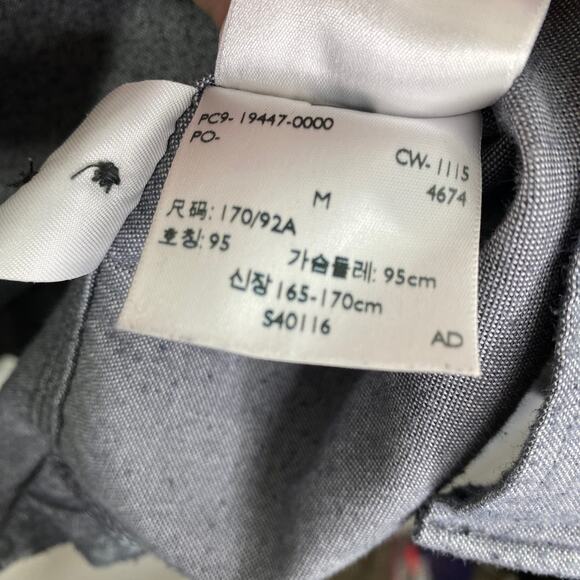 PC9- 19447-0000
PO-
CW-1115
4674
M
尺码: 170/92A
호칭: 95
가슴둘레: 95cm
신장 165-170cm
S40116
AD